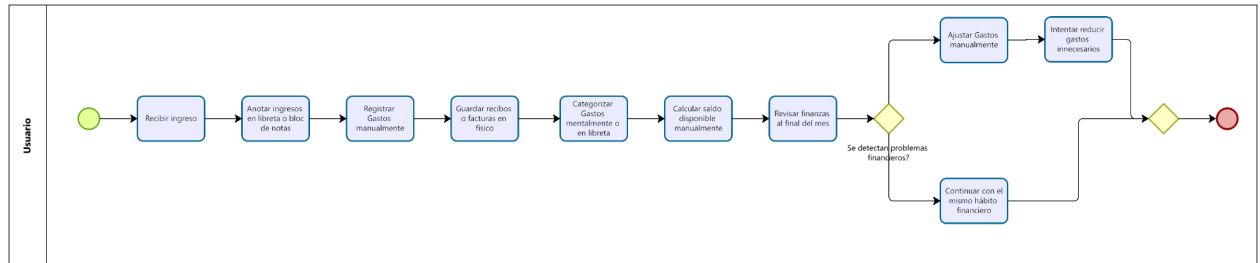 Usuario
Recibir ingreso
Anotar ingresos
en libreta o bloc
de notas
Registrar
Gastos
manualmente
Guardar recibos
o facturas en
fisico
Categorizar
Gastos
mentalmente o
en libreta
Calcular saldo
disponible
manualmente
Revisar finanzas
al final del mes
Se detectan problemas
financieros?
Ajustar Gastos
manualmente
Intentar reducir
gastos
innecesarios
Continuar con el
mismo hábito
financiero